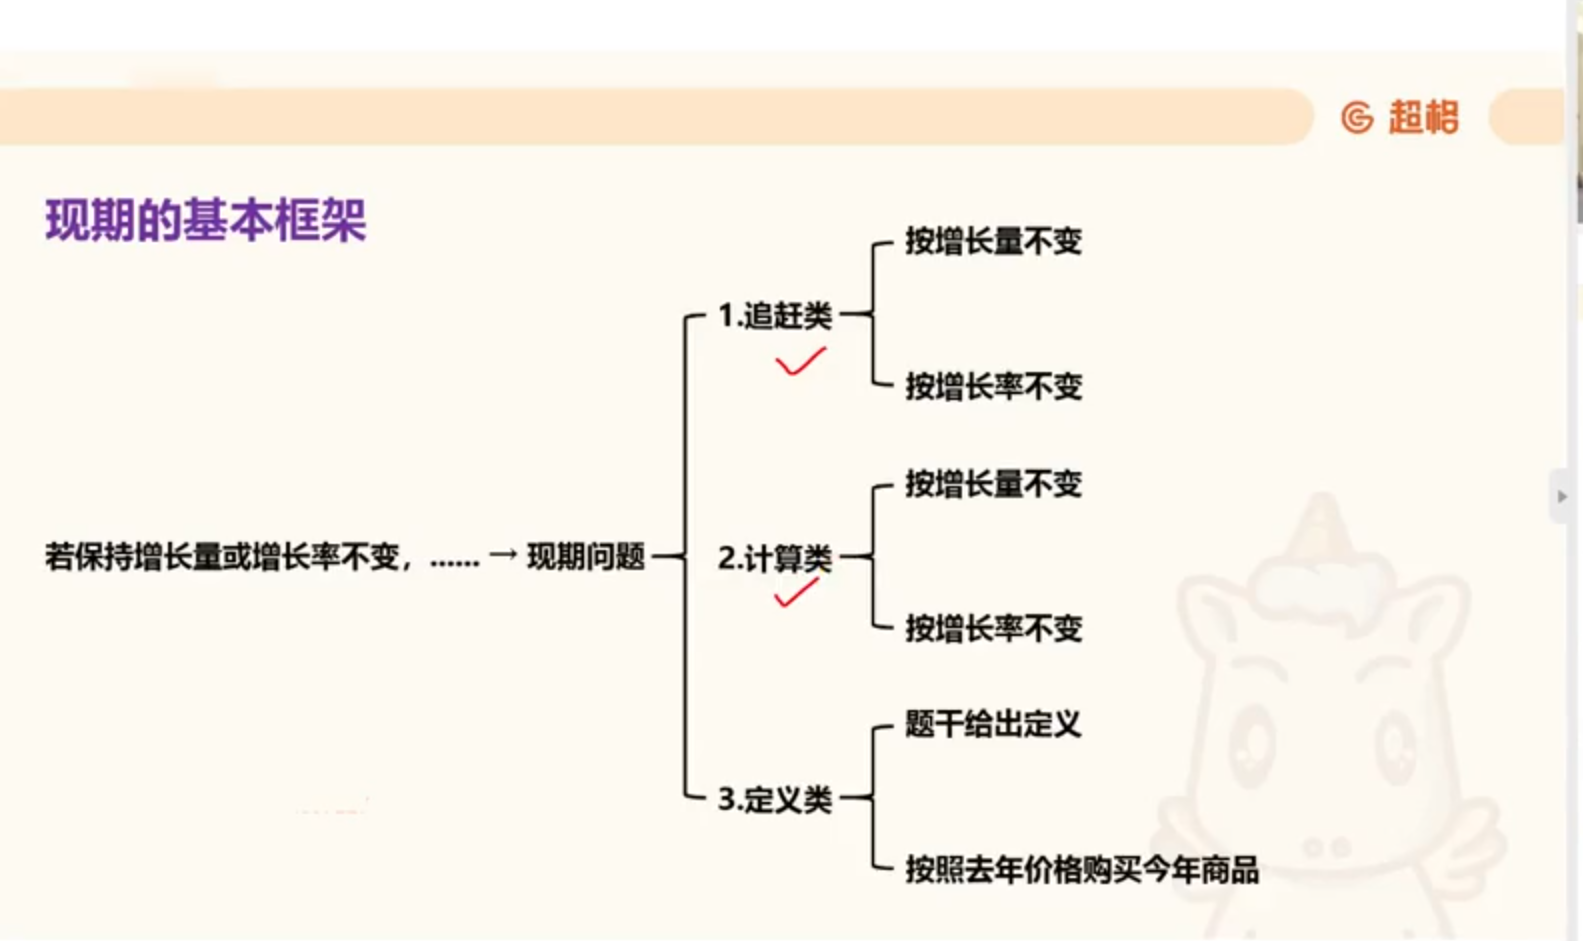 超格
现期的基本框架
按增长量不变
1.追赶类
按增长率不变
按增长量不变
若保持增长量或增长率不变，...... → 现期问题
2.计算类
按增长率不变
题干给出定义
3.定义类
按照去年价格购买今年商品